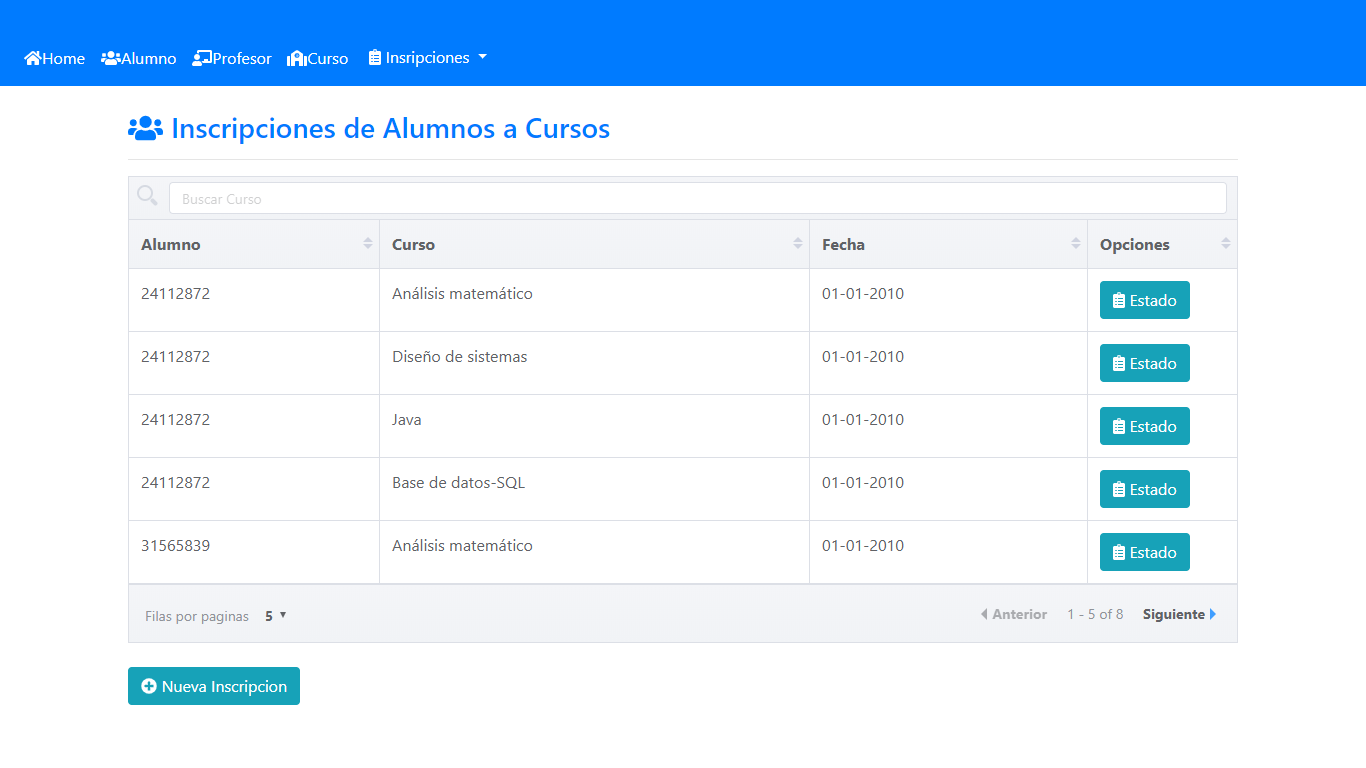 Home Alumno Profesor Curso Insripciones
Inscripciones de Alumnos a Cursos
Buscar Curso
Alumno Curso Fecha Opciones
24112872 Análisis matemático 01-01-2010 Estado
24112872 Diseño de sistemas 01-01-2010 Estado
24112872 Java 01-01-2010 Estado
24112872 Base de datos-SQL 01-01-2010 Estado
31565839 Análisis matemático 01-01-2010 Estado
Filas por paginas 5 Anterior 1 - 5 of 8 Siguiente
Nueva Inscripcion